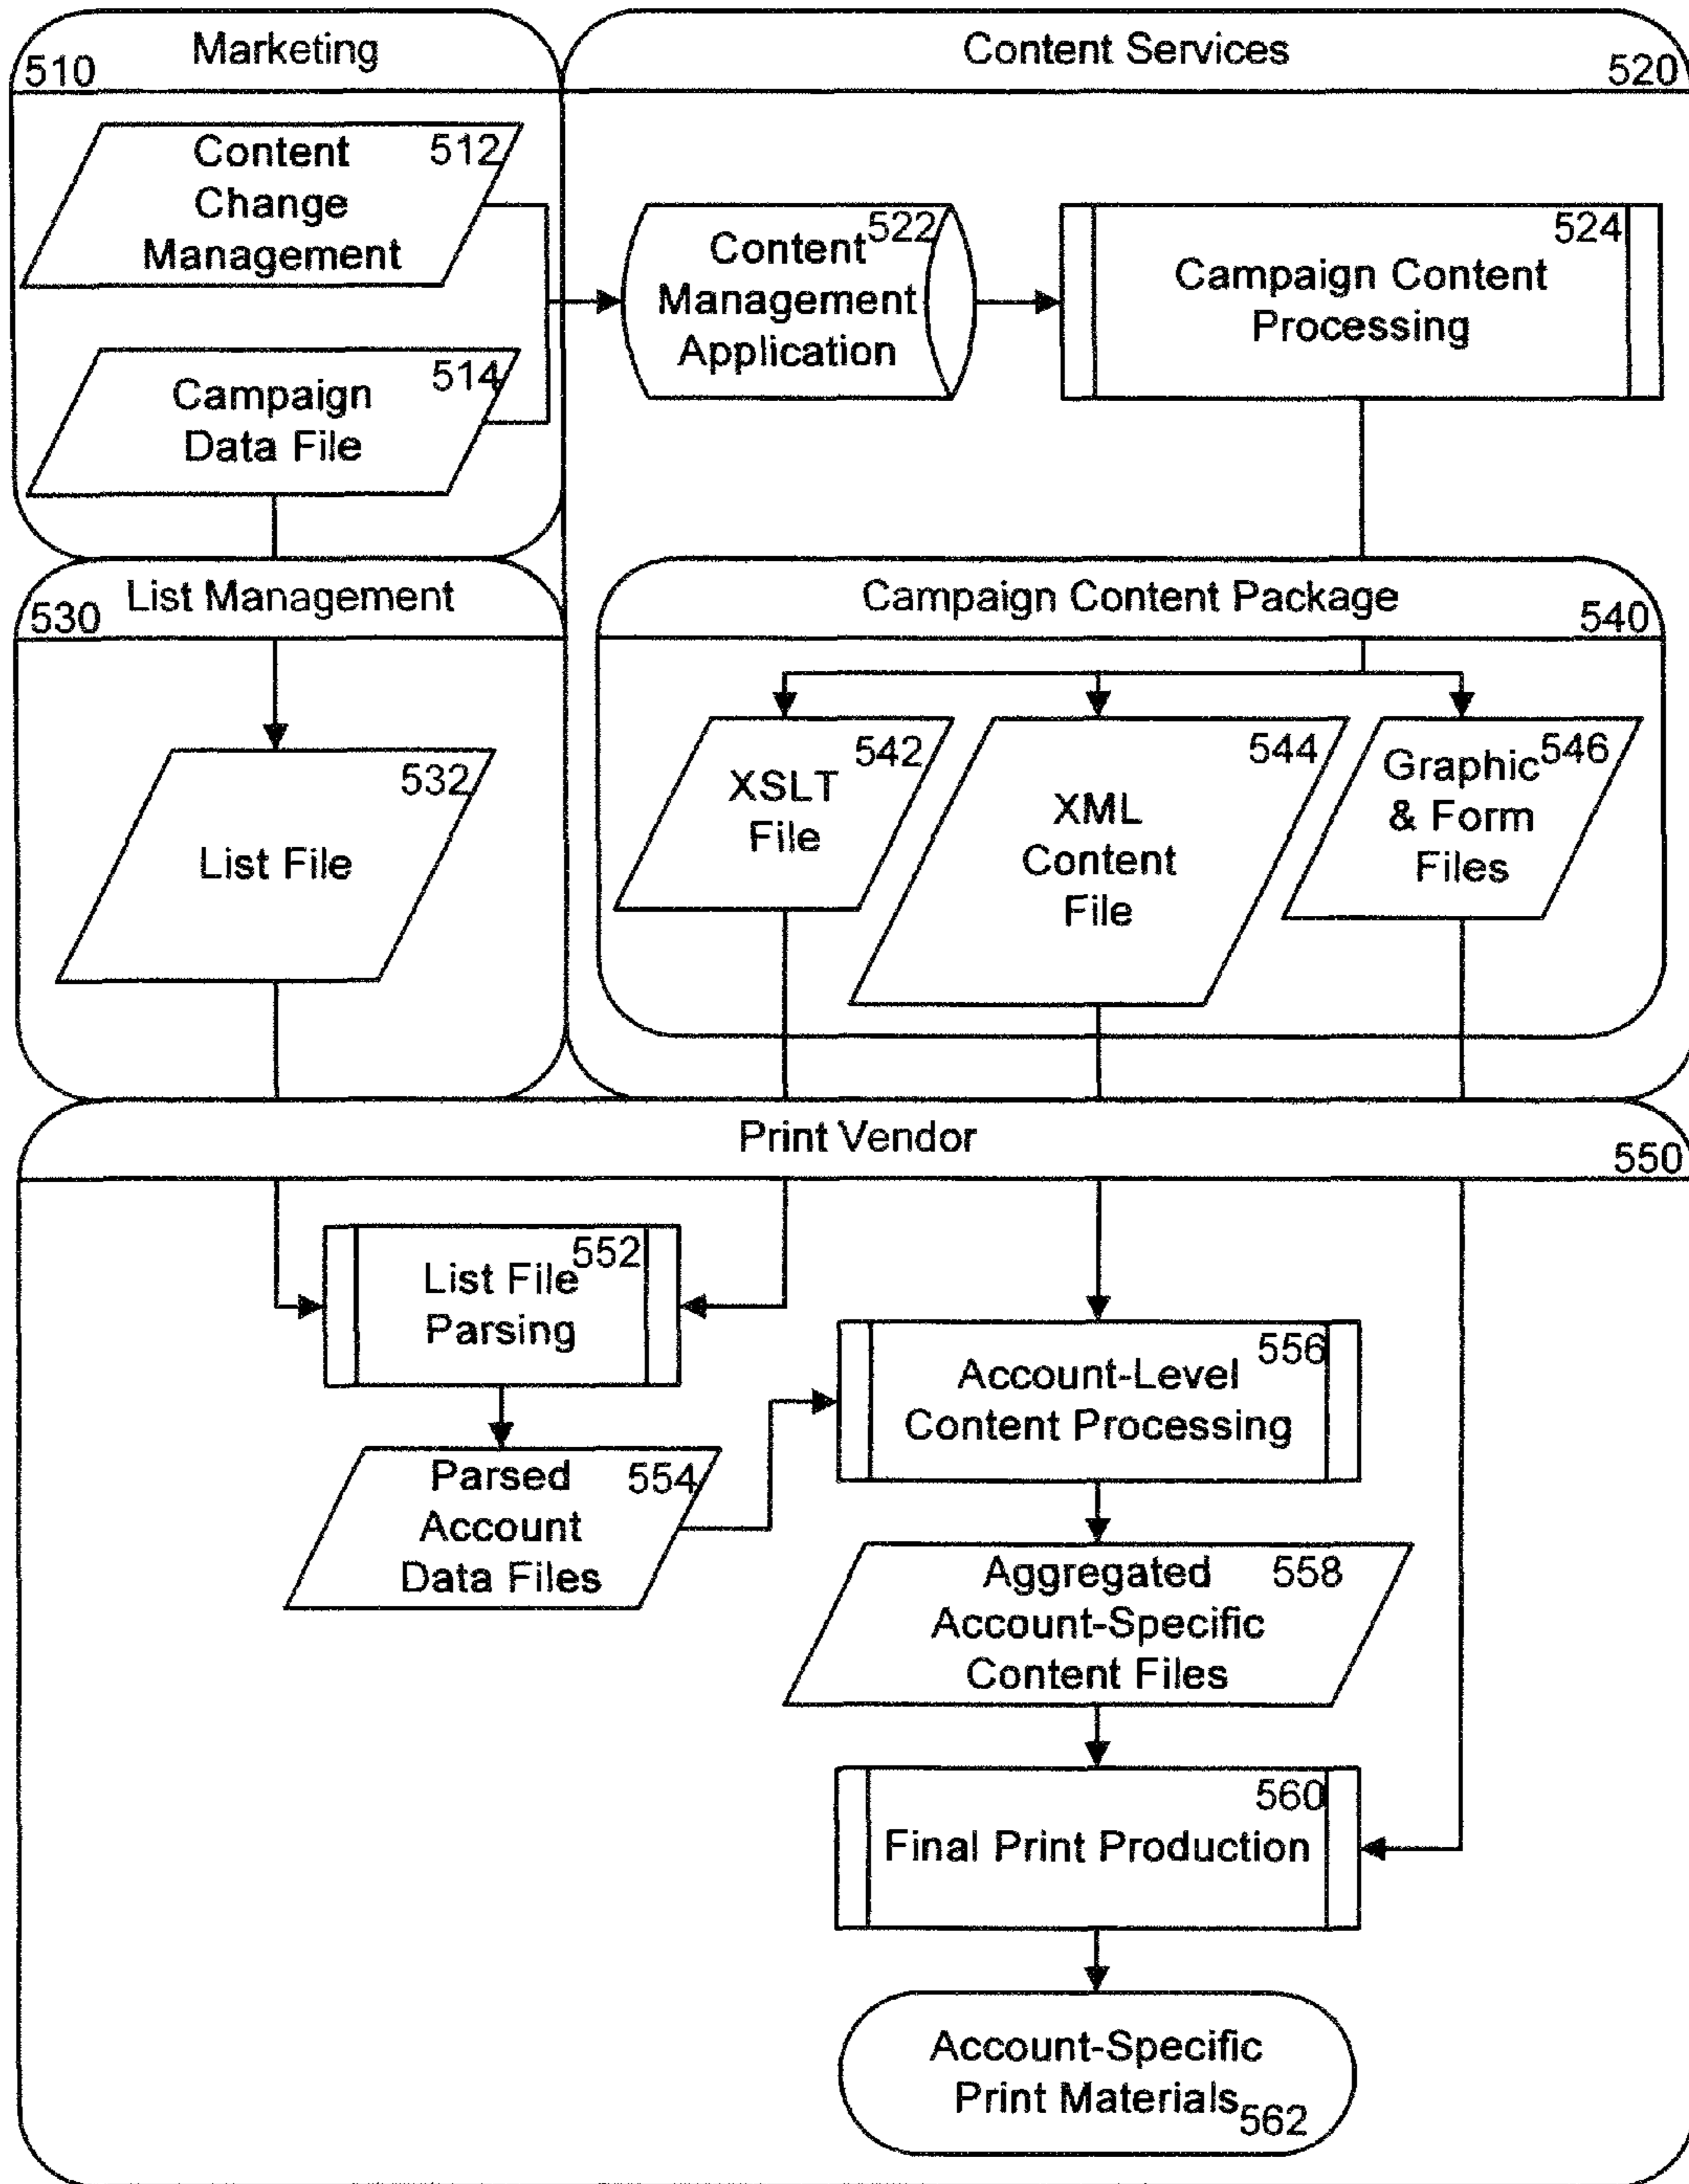 Marketing
510
Content Services
520
Content 512
Change
Management
Campaign 514
Data File
Content 522
Management
Application
524
Campaign Content
Processing
List Management
530
532
List File
Campaign Content Package
540
542
XSLT
File
544
XML
Content
File
Graphic 546
& Form
Files
Print Vendor
550
552
List File
Parsing
Parsed 554
Account
Data Files
556
Account-Level
Content Processing
Aggregated 558
Account-Specific
Content Files
560
Final Print Production
Account-Specific
Print Materials 562